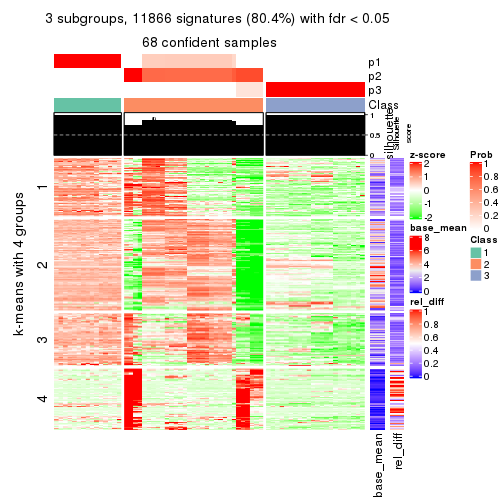 3 subgroups, 11866 signatures (80.4%) with fdr < 0.05
68 confident samples
p1
p2
p3
Class
1
0.5
0
silhouette
Silhouette
score
k-means with 4 groups
1
2
3
4
base_mean
rel_diff
z-score
2
1
0
-1
-2
base_mean
8
6
4
2
0
rel_diff
1
0.8
0.6
0.4
0.2
0
Prob
1
0.8
0.6
0.4
0.2
0
Class
1
2
3